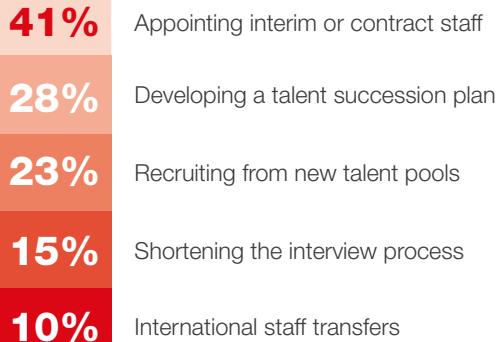 41% Appointing interim or contract staff
28% Developing a talent succession plan
23% Recruiting from new talent pools
15% Shortening the interview process
10% International staff transfers